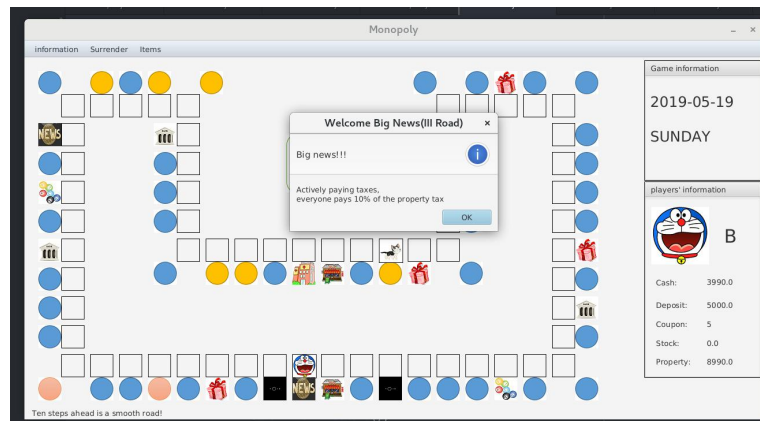 Monopoly
information Surrender Items
Game information
2019-05-19
SUNDAY
Welcome Big News(III Road)
Big news!!!
Actively paying taxes,
everyone pays 10% of the property tax
OK
players' information
B
Cash: 3990.0
Deposit: 5000.0
Coupon: 5
Stock: 0.0
Property: 8990.0
NEWS
NEWS
Ten steps ahead is a smooth road!